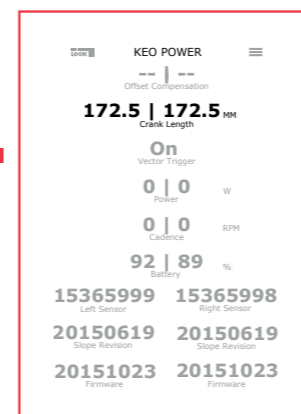 LOOK KEO POWER
-- | --
Offset Compensation
172.5 | 172.5 MM
Crank Length
On
Vector Trigger
0 | 0 W
Power
0 | 0 RPM
Cadence
92 | 89 %
Battery
15365999 15365998
Left Sensor Right Sensor
20150619 20150619
Slope Revision Slope Revision
20151023 20151023
Firmware Firmware